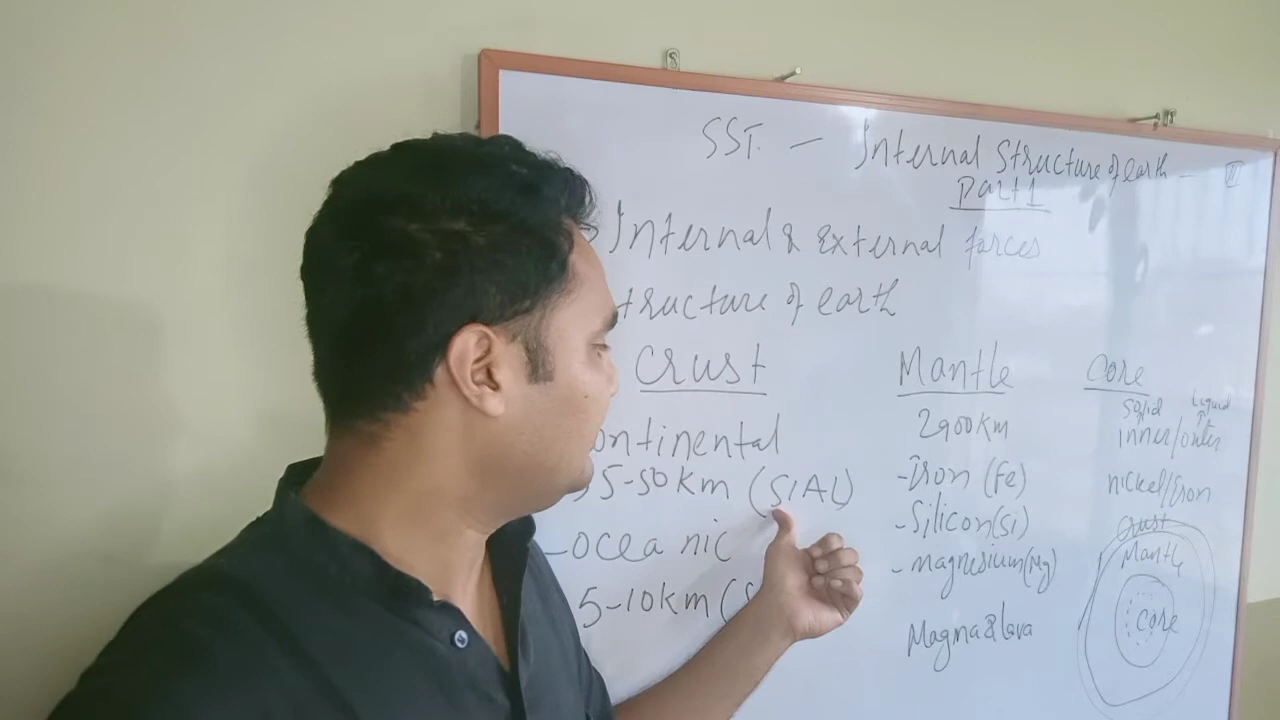 SST. - Internal Structure of earth - II
Part 1
Internal & External forces
tructure of earth
Crust
ontinental
35-50km (SIAL)
-oceanic
5-10km (S
Mantle
2900km
-Iron (Fe)
-Silicon(si)
-magnesium(Mg)
Magma & lava
Core
solid liquid
inner/outer
nickel/Iron
crust
Mantle
core